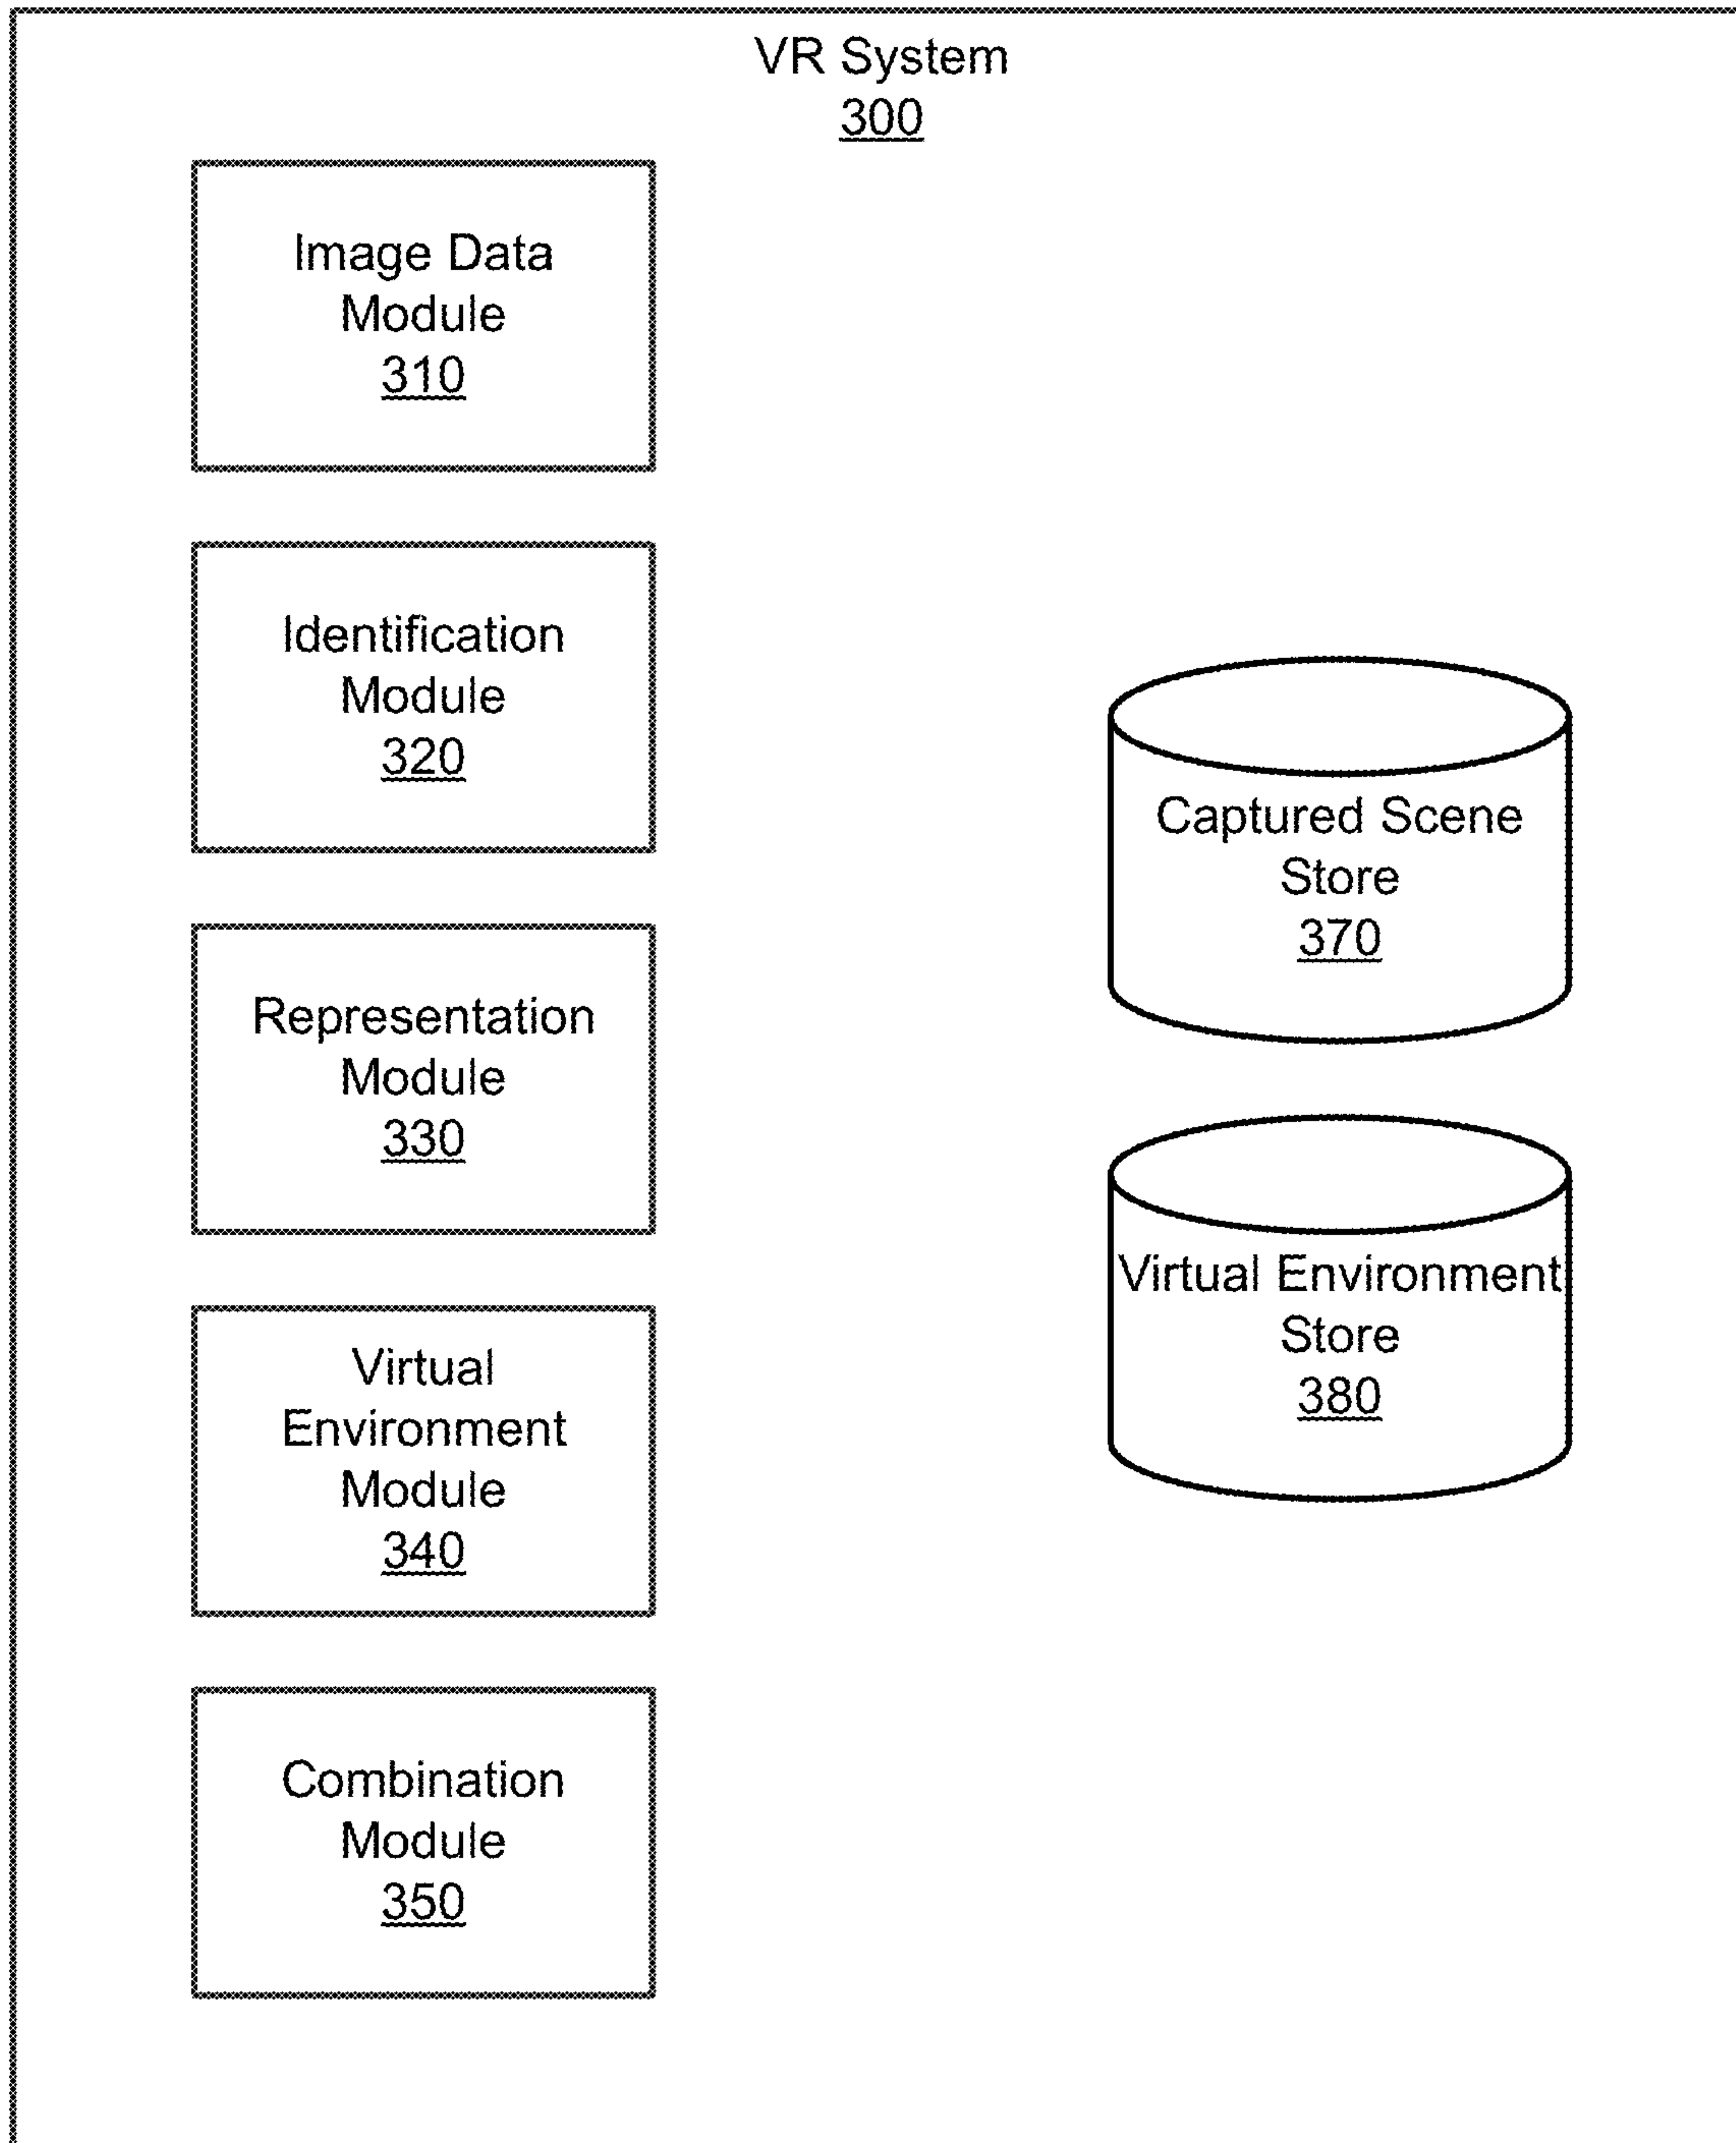 VR System
300
Image Data
Module
310
Identification
Module
320
Representation
Module
330
Virtual
Environment
Module
340
Combination
Module
350
Captured Scene
Store
370
Virtual Environment
Store
380